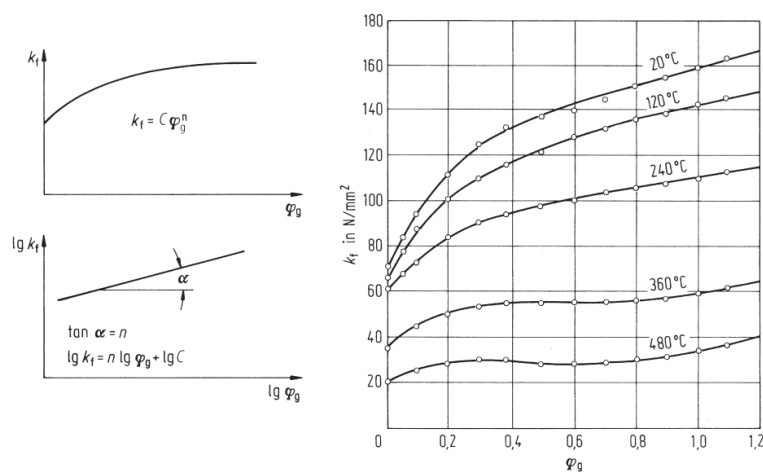 k_f
k_f = C φ_g^n
φ_g
lg k_f
α
tan α = n
lg k_f = n lg φ_g + lg C
lg φ_g
180
160
140
120
100
80
60
40
20
0
k_f in N/mm²
20°C
120°C
240°C
360°C
480°C
0,2
0,4
0,6
0,8
1,0
1,2
φ_g